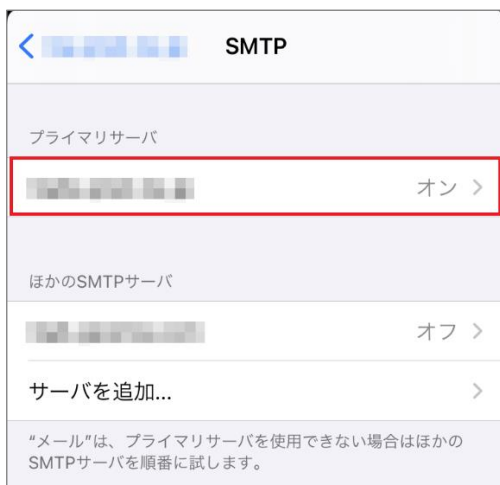 SMTP
プライマリサーバ
オン
ほかのSMTPサーバ
オフ
サーバを追加...
“メール”は、プライマリサーバを使用できない場合はほかの
SMTPサーバを順番に試します。